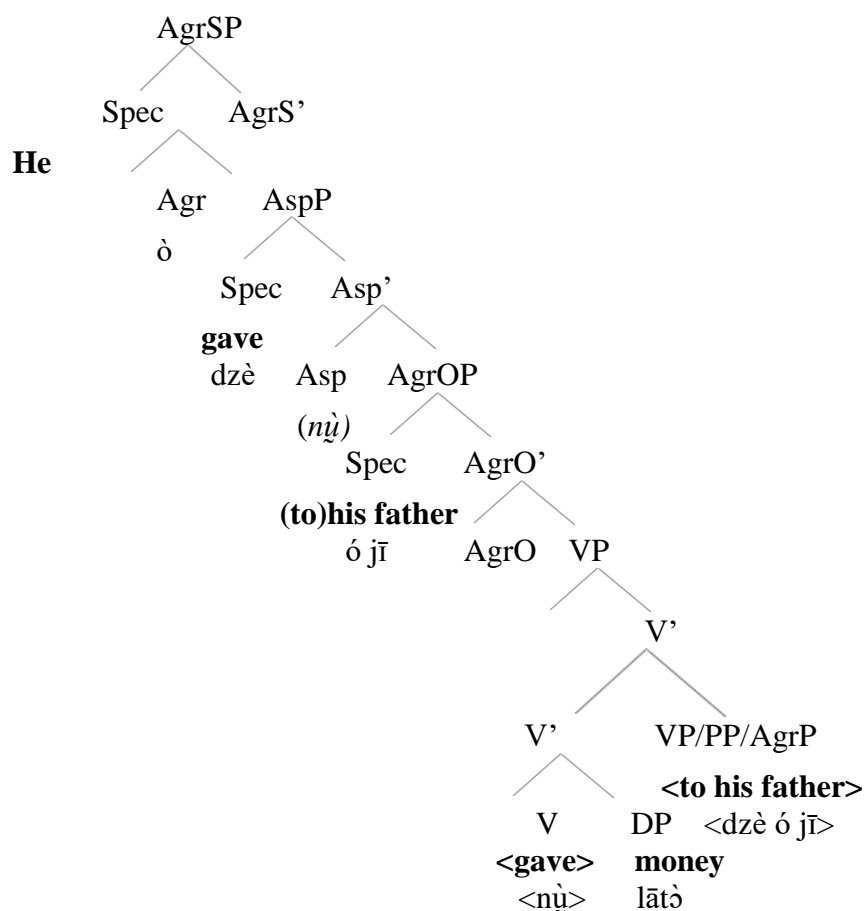 AgrSP
Spec AgrS’
He
Agr AspP
ò
Spec Asp’
gave
dzè Asp AgrOP
(nṵ̀)
Spec AgrO’
(to)his father
ó jī AgrO VP
V’
V’ VP/PP/AgrP
<to his father>
V DP <dzè ó jī>
<gave> money
<nṵ̀> lātɔ̀